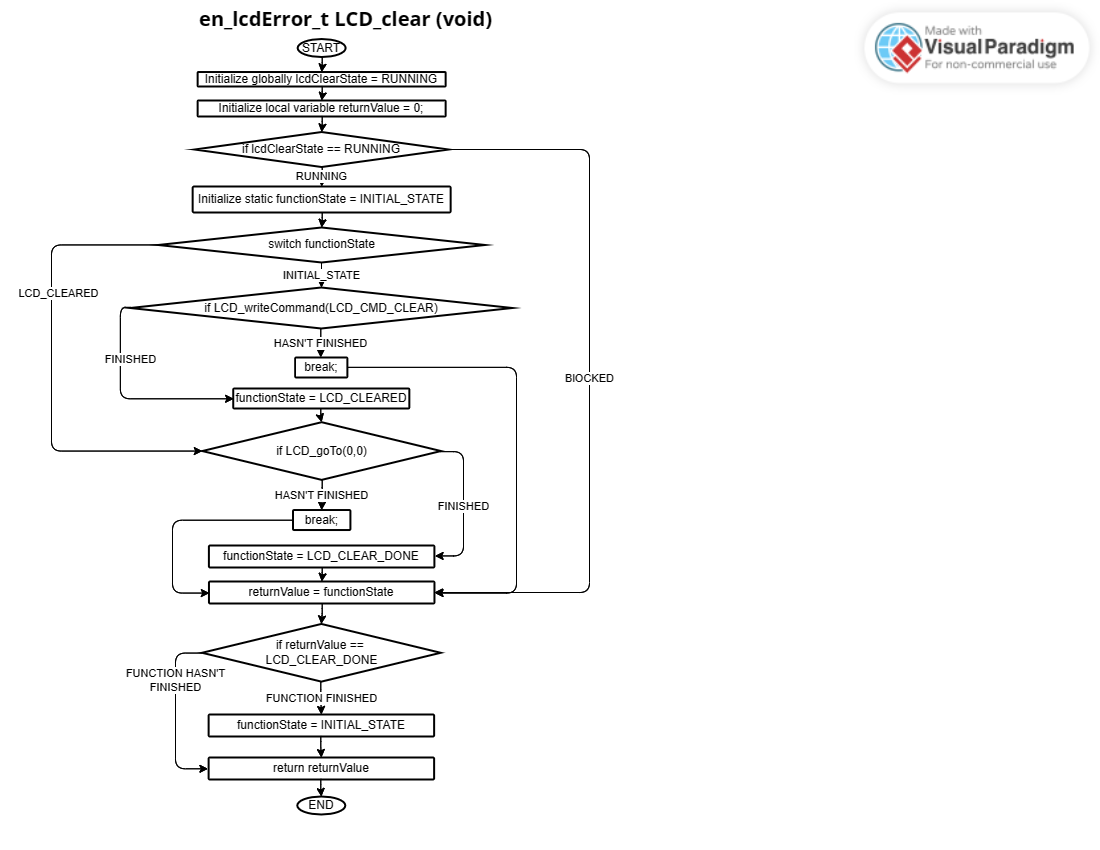 en_lcdError_t LCD_clear (void)
Made with
VisualParadigm
For non-commercial use
START
Initialize globally lcdClearState = RUNNING
Initialize local variable returnValue = 0;
if lcdClearState == RUNNING
RUNNING
Initialize static functionState = INITIAL_STATE
switch functionState
INITIAL_STATE
LCD_CLEARED
if LCD_writeCommand(LCD_CMD_CLEAR)
HASN'T FINISHED
FINISHED
break;
BlOCKED
functionState = LCD_CLEARED
if LCD_goTo(0,0)
HASN'T FINISHED
FINISHED
break;
functionState = LCD_CLEAR_DONE
returnValue = functionState
if returnValue ==
LCD_CLEAR_DONE
FUNCTION HASN'T
FINISHED
FUNCTION FINISHED
functionState = INITIAL_STATE
return returnValue
END